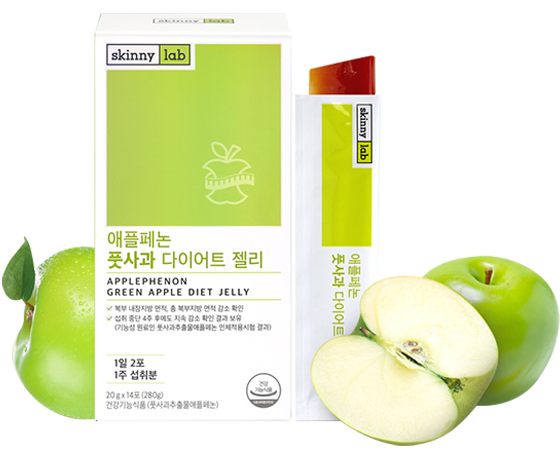 skinny lab
애플페논
풋사과 다이어트 젤리
APPLEPHENON
GREEN APPLE DIET JELLY
✓ 복부 내장지방 면적, 총 복부지방 면적 감소 확인
✓ 섭취 중단 4주 후에도 지속 감소 확인 결과 보유
(기능성 원료인 풋사과추출물애플페논 인체적용시험 결과)
1일 2포
1주 섭취분
20 g x 14포 (280g)
건강기능식품 (풋사과추출물애플페논)
건강
기능식품
skinny lab
애플페논
풋사과 다이어트